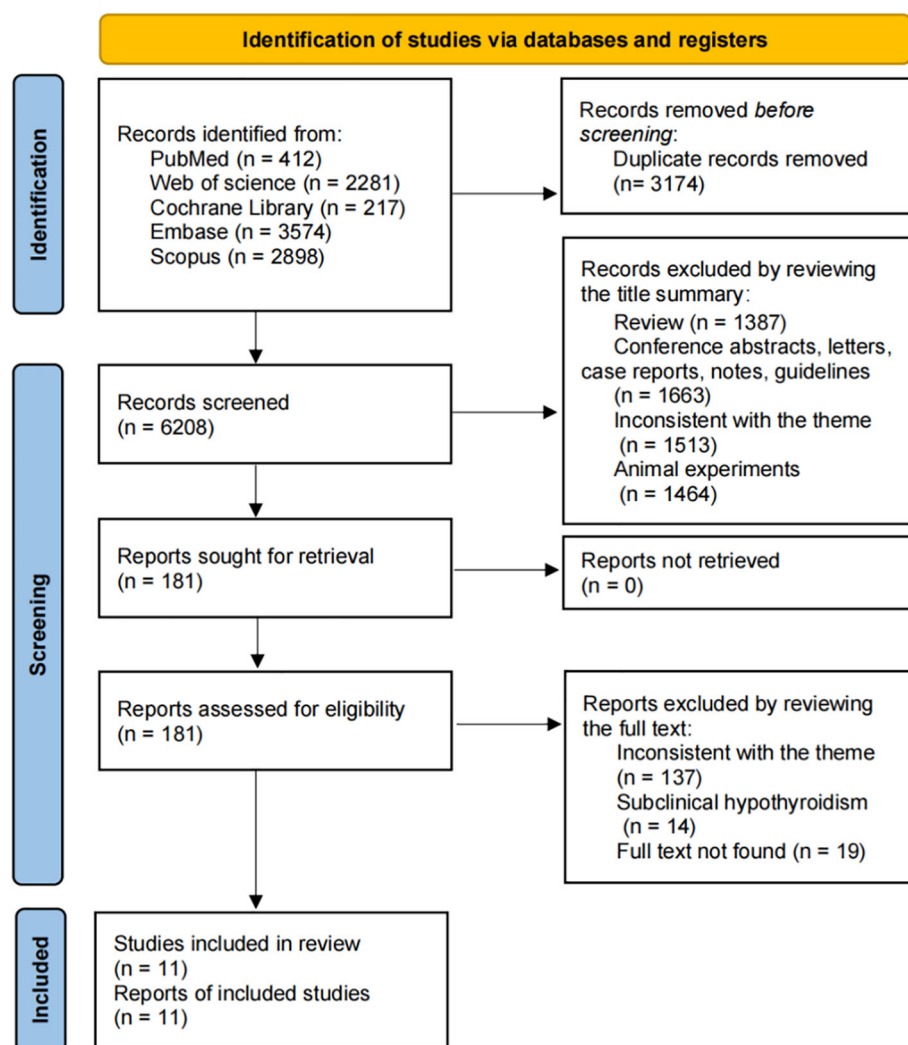 Identification of studies via databases and registers
Identification
Records identified from:
PubMed (n = 412)
Web of science (n = 2281)
Cochrane Library (n = 217)
Embase (n = 3574)
Scopus (n = 2898)
Records removed before
screening:
Duplicate records removed
(n= 3174)
Screening
Records screened
(n = 6208)
Records excluded by reviewing
the title summary:
Review (n = 1387)
Conference abstracts, letters,
case reports, notes, guidelines
(n = 1663)
Inconsistent with the theme
(n = 1513)
Animal experiments
(n = 1464)
Reports sought for retrieval
(n = 181)
Reports not retrieved
(n = 0)
Reports assessed for eligibility
(n = 181)
Reports excluded by reviewing
the full text:
Inconsistent with the theme
(n = 137)
Subclinical hypothyroidism
(n = 14)
Full text not found (n = 19)
Included
Studies included in review
(n = 11)
Reports of included studies
(n = 11)